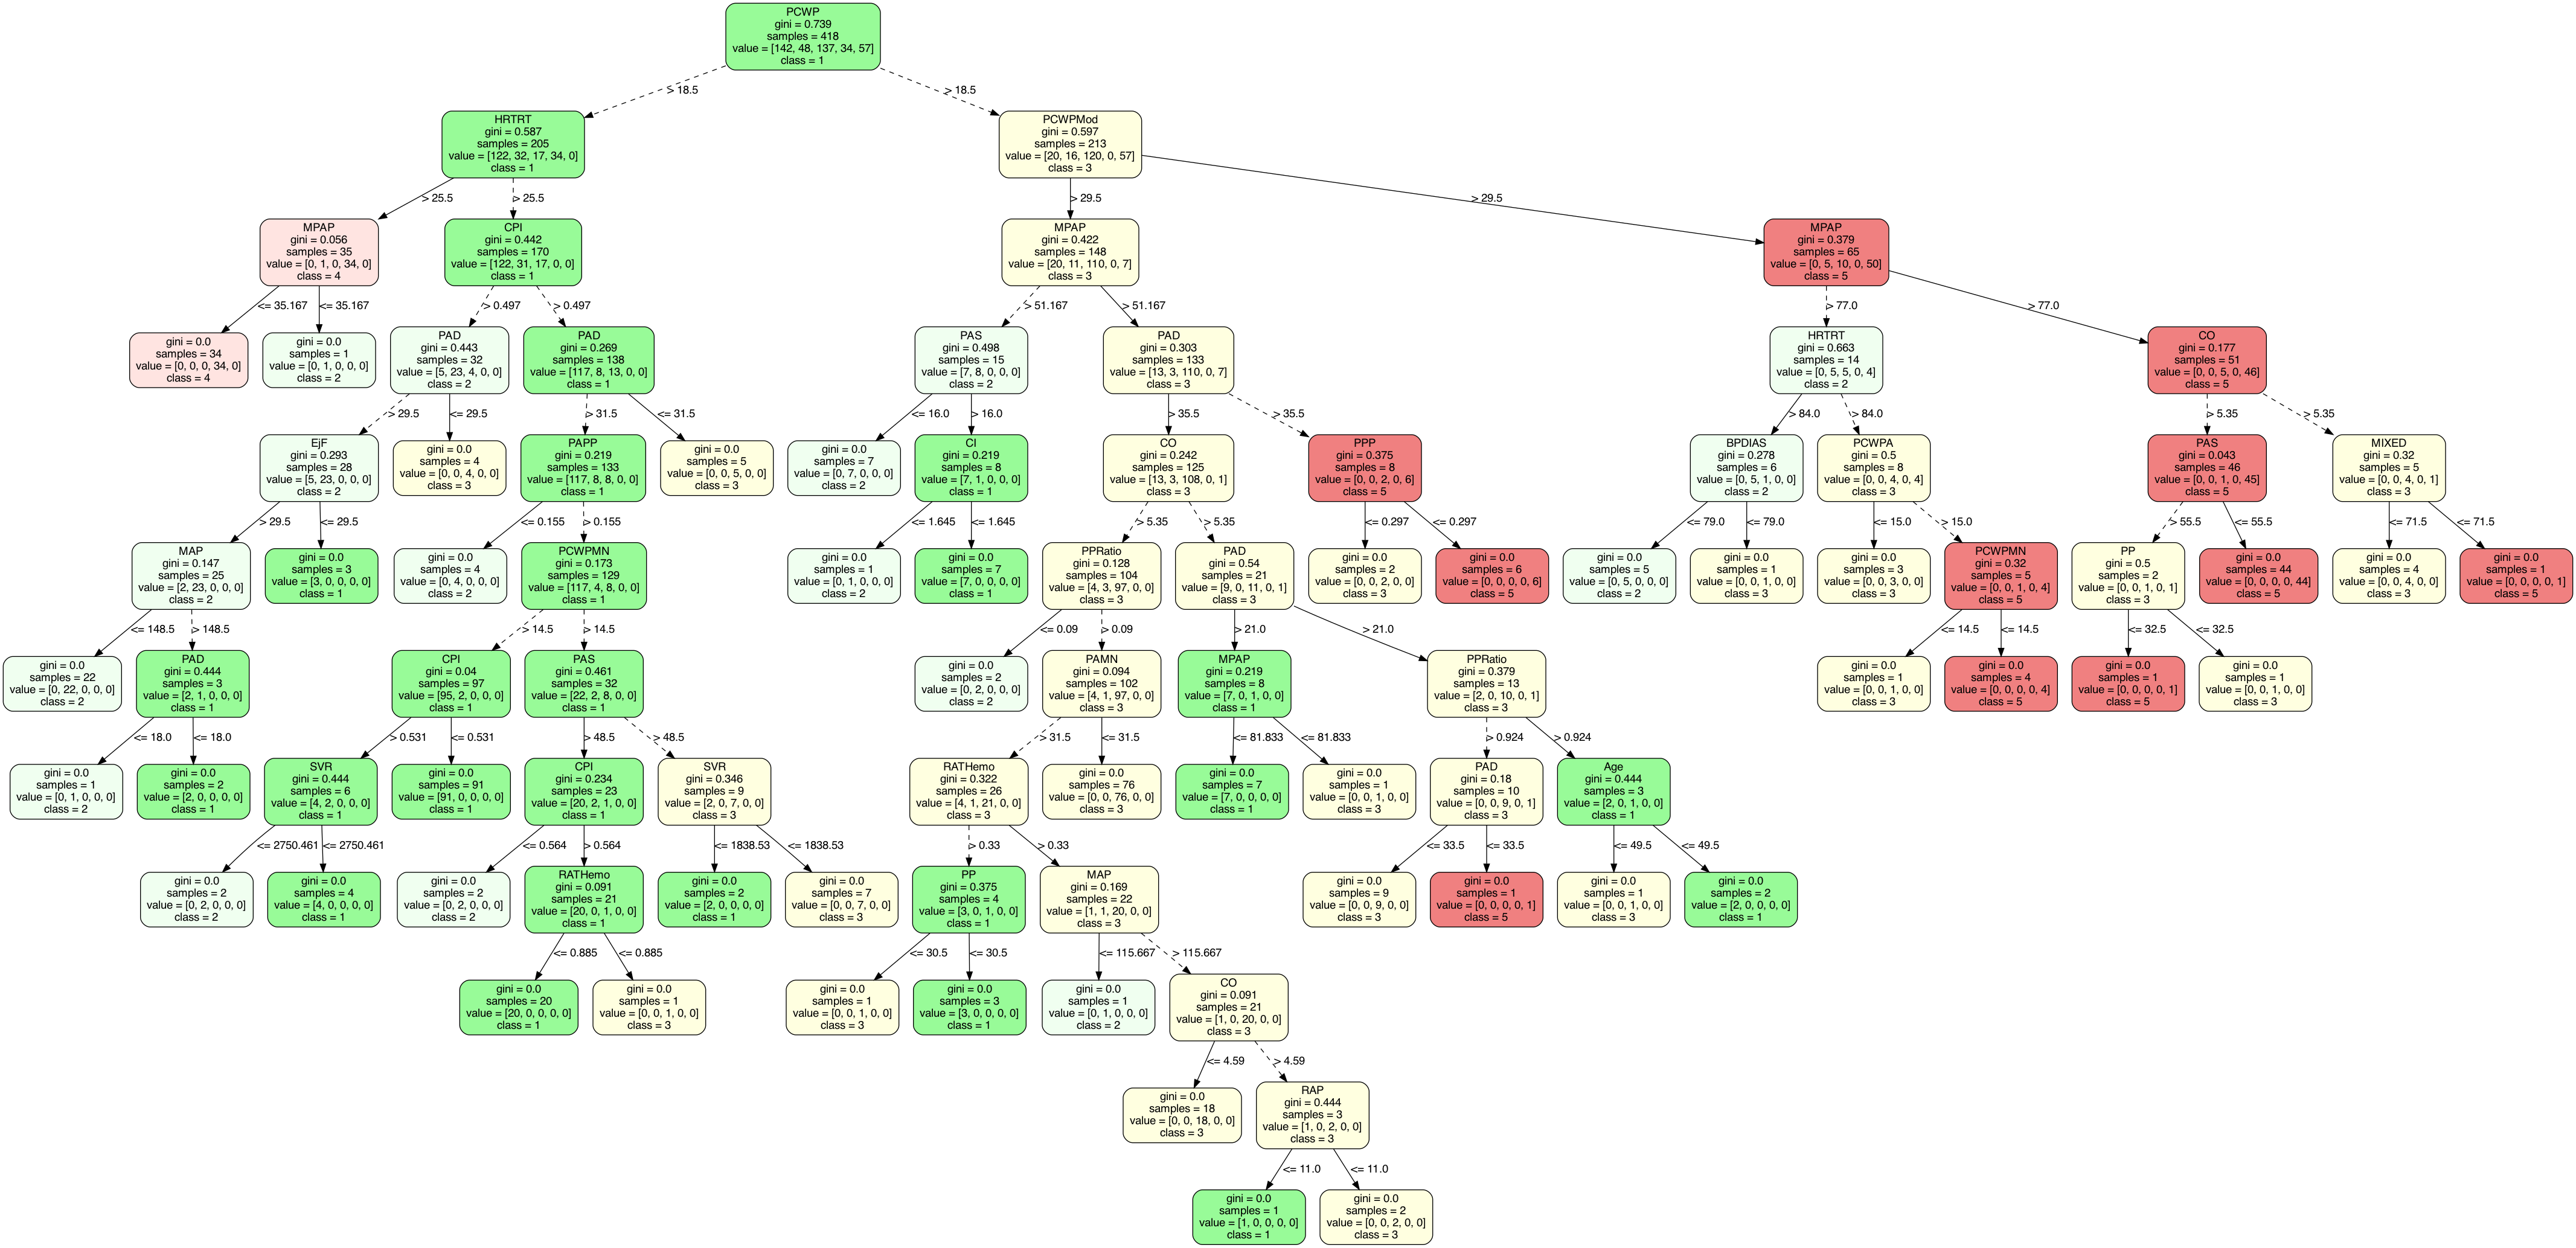 PCWP
gini = 0.739
samples = 418
value = [142, 48, 137, 34, 57]
class = 1
> 18.5
> 18.5
HRTRT
gini = 0.587
samples = 205
value = [122, 32, 17, 34, 0]
class = 1
PCWPMod
gini = 0.597
samples = 213
value = [20, 16, 120, 0, 57]
class = 3
> 25.5
> 25.5
> 29.5
> 29.5
MPAP
gini = 0.056
samples = 35
value = [0, 1, 0, 34, 0]
class = 4
CPI
gini = 0.442
samples = 170
value = [122, 31, 17, 0, 0]
class = 1
MPAP
gini = 0.422
samples = 148
value = [20, 11, 110, 0, 7]
class = 3
MPAP
gini = 0.379
samples = 65
value = [0, 5, 10, 0, 50]
class = 5
<= 35.167
<= 35.167
> 0.497
> 0.497
> 51.167
> 51.167
> 77.0
> 77.0
gini = 0.0
samples = 34
value = [0, 0, 0, 34, 0]
class = 4
gini = 0.0
samples = 1
value = [0, 1, 0, 0, 0]
class = 2
PAD
gini = 0.443
samples = 32
value = [5, 23, 4, 0, 0]
class = 2
PAD
gini = 0.269
samples = 138
value = [117, 8, 13, 0, 0]
class = 1
PAS
gini = 0.498
samples = 15
value = [7, 8, 0, 0, 0]
class = 2
PAD
gini = 0.303
samples = 133
value = [13, 3, 110, 0, 7]
class = 3
HRTRT
gini = 0.663
samples = 14
value = [0, 5, 5, 0, 4]
class = 2
CO
gini = 0.177
samples = 51
value = [0, 0, 5, 0, 46]
class = 5
> 29.5
<= 29.5
> 31.5
<= 31.5
<= 16.0
> 16.0
> 35.5
> 35.5
> 84.0
> 84.0
> 5.35
> 5.35
EjF
gini = 0.293
samples = 28
value = [5, 23, 0, 0, 0]
class = 2
gini = 0.0
samples = 4
value = [0, 0, 4, 0, 0]
class = 3
PAPP
gini = 0.219
samples = 133
value = [117, 8, 8, 0, 0]
class = 1
gini = 0.0
samples = 5
value = [0, 0, 5, 0, 0]
class = 3
gini = 0.0
samples = 7
value = [0, 7, 0, 0, 0]
class = 2
CI
gini = 0.219
samples = 8
value = [7, 1, 0, 0, 0]
class = 1
CO
gini = 0.242
samples = 125
value = [13, 3, 108, 0, 1]
class = 3
PPP
gini = 0.375
samples = 8
value = [0, 0, 2, 0, 6]
class = 5
BPDIAS
gini = 0.278
samples = 6
value = [0, 5, 1, 0, 0]
class = 2
PCWPA
gini = 0.5
samples = 8
value = [0, 0, 4, 0, 4]
class = 3
PAS
gini = 0.043
samples = 46
value = [0, 0, 1, 0, 45]
class = 5
MIXED
gini = 0.32
samples = 5
value = [0, 0, 4, 0, 1]
class = 3
> 29.5
<= 29.5
<= 0.155
> 0.155
<= 1.645
<= 1.645
> 5.35
> 5.35
<= 0.297
<= 0.297
<= 79.0
<= 79.0
<= 15.0
> 15.0
> 55.5
<= 55.5
<= 71.5
<= 71.5
MAP
gini = 0.147
samples = 25
value = [2, 23, 0, 0, 0]
class = 2
gini = 0.0
samples = 3
value = [3, 0, 0, 0, 0]
class = 1
gini = 0.0
samples = 4
value = [0, 4, 0, 0, 0]
class = 2
PCWPMN
gini = 0.173
samples = 129
value = [117, 4, 8, 0, 0]
class = 1
gini = 0.0
samples = 1
value = [0, 1, 0, 0, 0]
class = 2
gini = 0.0
samples = 7
value = [7, 0, 0, 0, 0]
class = 1
PPRatio
gini = 0.128
samples = 104
value = [4, 3, 97, 0, 0]
class = 3
PAD
gini = 0.54
samples = 21
value = [9, 0, 11, 0, 1]
class = 3
gini = 0.0
samples = 2
value = [0, 0, 2, 0, 0]
class = 3
gini = 0.0
samples = 6
value = [0, 0, 0, 0, 6]
class = 5
gini = 0.0
samples = 5
value = [0, 5, 0, 0, 0]
class = 2
gini = 0.0
samples = 1
value = [0, 0, 1, 0, 0]
class = 3
gini = 0.0
samples = 3
value = [0, 0, 3, 0, 0]
class = 3
PCWPMN
gini = 0.32
samples = 5
value = [0, 0, 1, 0, 4]
class = 5
PP
gini = 0.5
samples = 2
value = [0, 0, 1, 0, 1]
class = 3
gini = 0.0
samples = 44
value = [0, 0, 0, 0, 44]
class = 5
gini = 0.0
samples = 4
value = [0, 0, 4, 0, 0]
class = 3
gini = 0.0
samples = 1
value = [0, 0, 0, 0, 1]
class = 5
<= 148.5
> 148.5
> 14.5
> 14.5
<= 0.09
> 0.09
> 21.0
> 21.0
<= 14.5
<= 14.5
<= 32.5
<= 32.5
gini = 0.0
samples = 22
value = [0, 22, 0, 0, 0]
class = 2
PAD
gini = 0.444
samples = 3
value = [2, 1, 0, 0, 0]
class = 1
CPI
gini = 0.04
samples = 97
value = [95, 2, 0, 0, 0]
class = 1
PAS
gini = 0.461
samples = 32
value = [22, 2, 8, 0, 0]
class = 1
gini = 0.0
samples = 2
value = [0, 2, 0, 0, 0]
class = 2
PAMN
gini = 0.094
samples = 102
value = [4, 1, 97, 0, 0]
class = 3
MPAP
gini = 0.219
samples = 8
value = [7, 0, 1, 0, 0]
class = 1
PPRatio
gini = 0.379
samples = 13
value = [2, 0, 10, 0, 1]
class = 3
gini = 0.0
samples = 1
value = [0, 0, 1, 0, 0]
class = 3
gini = 0.0
samples = 4
value = [0, 0, 0, 0, 4]
class = 5
gini = 0.0
samples = 1
value = [0, 0, 0, 0, 1]
class = 5
gini = 0.0
samples = 1
value = [0, 0, 1, 0, 0]
class = 3
<= 18.0
<= 18.0
> 0.531
<= 0.531
> 48.5
> 48.5
> 31.5
<= 31.5
<= 81.833
<= 81.833
> 0.924
> 0.924
gini = 0.0
samples = 1
value = [0, 1, 0, 0, 0]
class = 2
gini = 0.0
samples = 2
value = [2, 0, 0, 0, 0]
class = 1
SVR
gini = 0.444
samples = 6
value = [4, 2, 0, 0, 0]
class = 1
gini = 0.0
samples = 91
value = [91, 0, 0, 0, 0]
class = 1
CPI
gini = 0.234
samples = 23
value = [20, 2, 1, 0, 0]
class = 1
SVR
gini = 0.346
samples = 9
value = [2, 0, 7, 0, 0]
class = 3
RATHemo
gini = 0.322
samples = 26
value = [4, 1, 21, 0, 0]
class = 3
gini = 0.0
samples = 76
value = [0, 0, 76, 0, 0]
class = 3
gini = 0.0
samples = 7
value = [7, 0, 0, 0, 0]
class = 1
gini = 0.0
samples = 1
value = [0, 0, 1, 0, 0]
class = 3
PAD
gini = 0.18
samples = 10
value = [0, 0, 9, 0, 1]
class = 3
Age
gini = 0.444
samples = 3
value = [2, 0, 1, 0, 0]
class = 1
<= 2750.461
<= 2750.461
<= 0.564
> 0.564
<= 1838.53
<= 1838.53
> 0.33
> 0.33
<= 33.5
<= 33.5
<= 49.5
<= 49.5
gini = 0.0
samples = 2
value = [0, 2, 0, 0, 0]
class = 2
gini = 0.0
samples = 4
value = [4, 0, 0, 0, 0]
class = 1
gini = 0.0
samples = 2
value = [0, 2, 0, 0, 0]
class = 2
RATHemo
gini = 0.091
samples = 21
value = [20, 0, 1, 0, 0]
class = 1
gini = 0.0
samples = 2
value = [2, 0, 0, 0, 0]
class = 1
gini = 0.0
samples = 7
value = [0, 0, 7, 0, 0]
class = 3
PP
gini = 0.375
samples = 4
value = [3, 0, 1, 0, 0]
class = 1
MAP
gini = 0.169
samples = 22
value = [1, 1, 20, 0, 0]
class = 3
gini = 0.0
samples = 9
value = [0, 0, 9, 0, 0]
class = 3
gini = 0.0
samples = 1
value = [0, 0, 0, 0, 1]
class = 5
gini = 0.0
samples = 1
value = [0, 0, 1, 0, 0]
class = 3
gini = 0.0
samples = 2
value = [2, 0, 0, 0, 0]
class = 1
<= 0.885
<= 0.885
<= 30.5
<= 30.5
<= 115.667
> 115.667
gini = 0.0
samples = 20
value = [20, 0, 0, 0, 0]
class = 1
gini = 0.0
samples = 1
value = [0, 0, 1, 0, 0]
class = 3
gini = 0.0
samples = 1
value = [0, 0, 1, 0, 0]
class = 3
gini = 0.0
samples = 3
value = [3, 0, 0, 0, 0]
class = 1
gini = 0.0
samples = 1
value = [0, 1, 0, 0, 0]
class = 2
CO
gini = 0.091
samples = 21
value = [1, 0, 20, 0, 0]
class = 3
<= 4.59
> 4.59
gini = 0.0
samples = 18
value = [0, 0, 18, 0, 0]
class = 3
RAP
gini = 0.444
samples = 3
value = [1, 0, 2, 0, 0]
class = 3
<= 11.0
<= 11.0
gini = 0.0
samples = 1
value = [1, 0, 0, 0, 0]
class = 1
gini = 0.0
samples = 2
value = [0, 0, 2, 0, 0]
class = 3